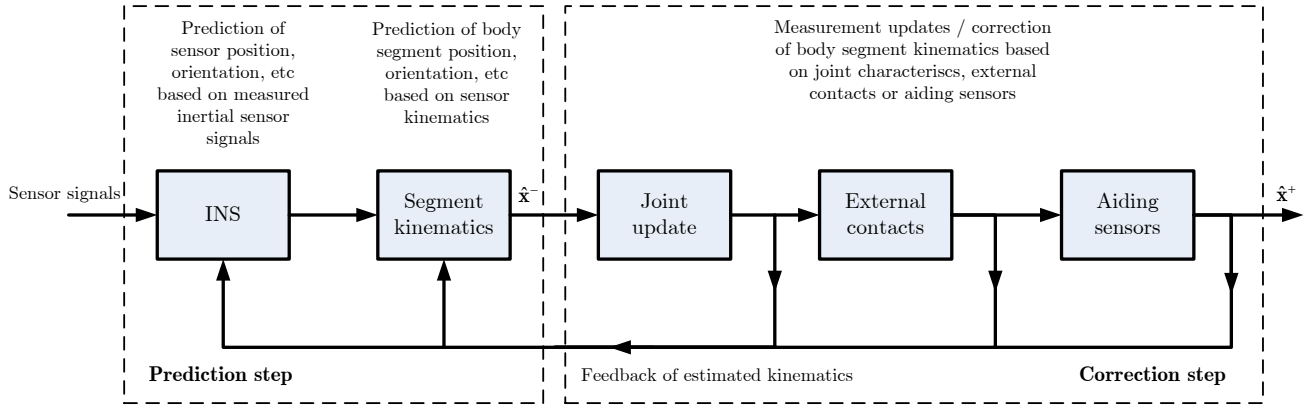 Prediction of
sensor position,
orientation, etc
based on measured
inertial sensor
signals
Prediction of body
segment position,
orientation, etc
based on sensor
kinematics
Measurement updates / correction
of body segment kinematics based
on joint characteriscs, external
contacts or aiding sensors
Sensor signals
INS
Segment
kinematics
x̂⁻
Joint
update
External
contacts
Aiding
sensors
x̂⁺
Prediction step
Feedback of estimated kinematics
Correction step